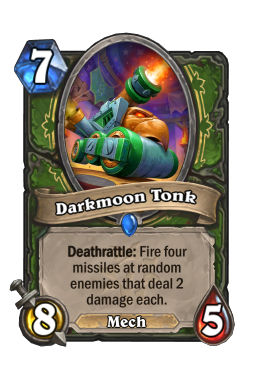 7
Darkmoon Tonk
Deathrattle: Fire four
missiles at random
enemies that deal 2
damage each.
8
Mech
5